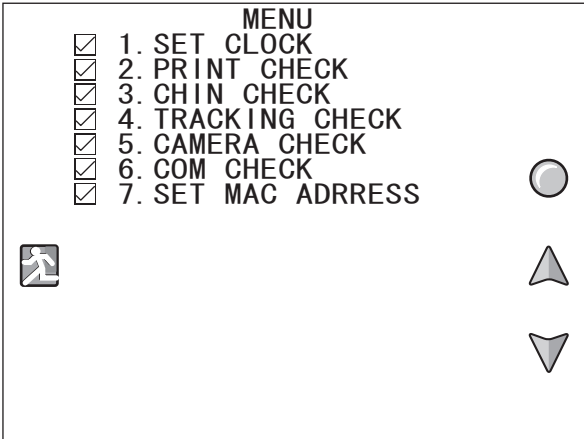 MENU
1. SET CLOCK
2. PRINT CHECK
3. CHIN CHECK
4. TRACKING CHECK
5. CAMERA CHECK
6. COM CHECK
7. SET MAC ADRRESS